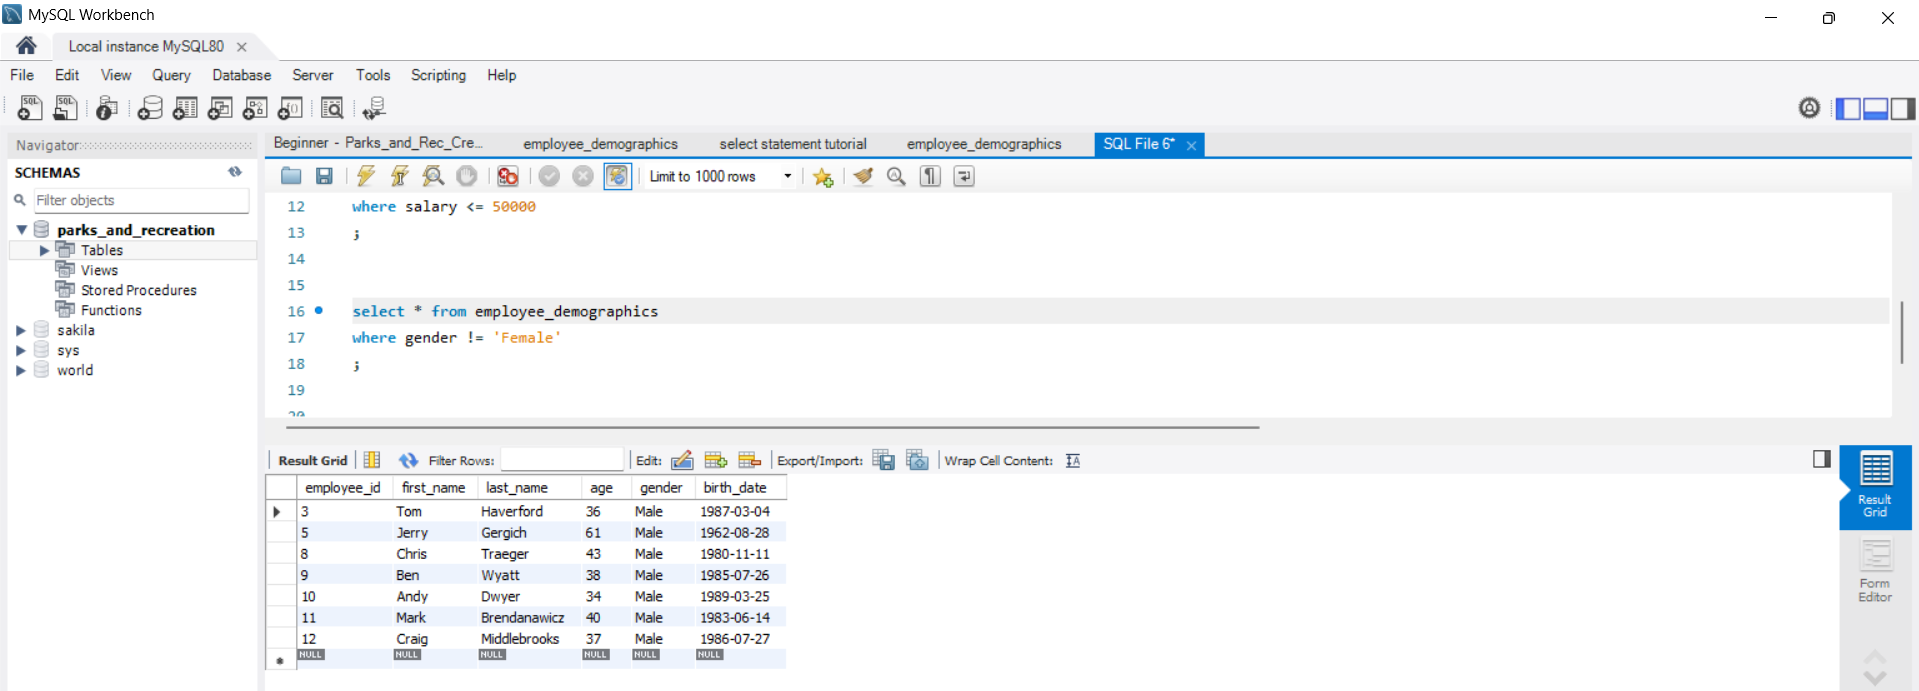 MySQL Workbench
Local instance MySQL80
File Edit View Query Database Server Tools Scripting Help
Navigator
SCHEMAS
Filter objects
parks_and_recreation
Tables
Views
Stored Procedures
Functions
sakila
sys
world
Beginner - Parks_and_Rec_Cre... employee_demographics select statement tutorial employee_demographics SQL File 6*
Limit to 1000 rows
12 where salary <= 50000
13 ;
14
15
16 select * from employee_demographics
17 where gender != 'Female'
18 ;
19
20
Result Grid Filter Rows: Edit: Export/Import: Wrap Cell Content:
employee_id first_name last_name age gender birth_date
3 Tom Haverford 36 Male 1987-03-04
5 Jerry Gergich 61 Male 1962-08-28
8 Chris Traeger 43 Male 1980-11-11
9 Ben Wyatt 38 Male 1985-07-26
10 Andy Dwyer 34 Male 1989-03-25
11 Mark Brendanawicz 40 Male 1983-06-14
12 Craig Middlebrooks 37 Male 1986-07-27
NULL NULL NULL NULL NULL NULL
Result
Grid
Form
Editor